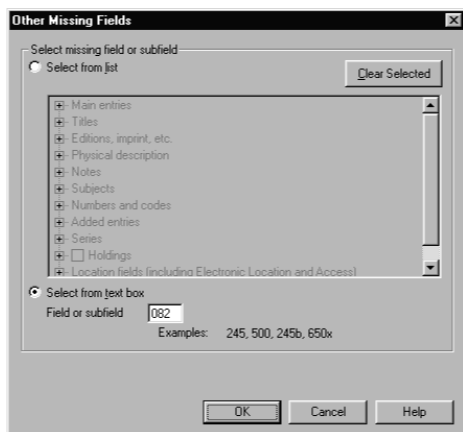 Other Missing Fields
Select missing field or subfield
Select from list
Clear Selected
Main entries
Titles
Editions, imprint, etc.
Physical description
Notes
Subjects
Numbers and codes
Added entries
Series
Holdings
Location fields (including Electronic Location and Access)
Select from text box
Field or subfield 082
Examples: 245, 500, 245b, 650x
OK Cancel Help